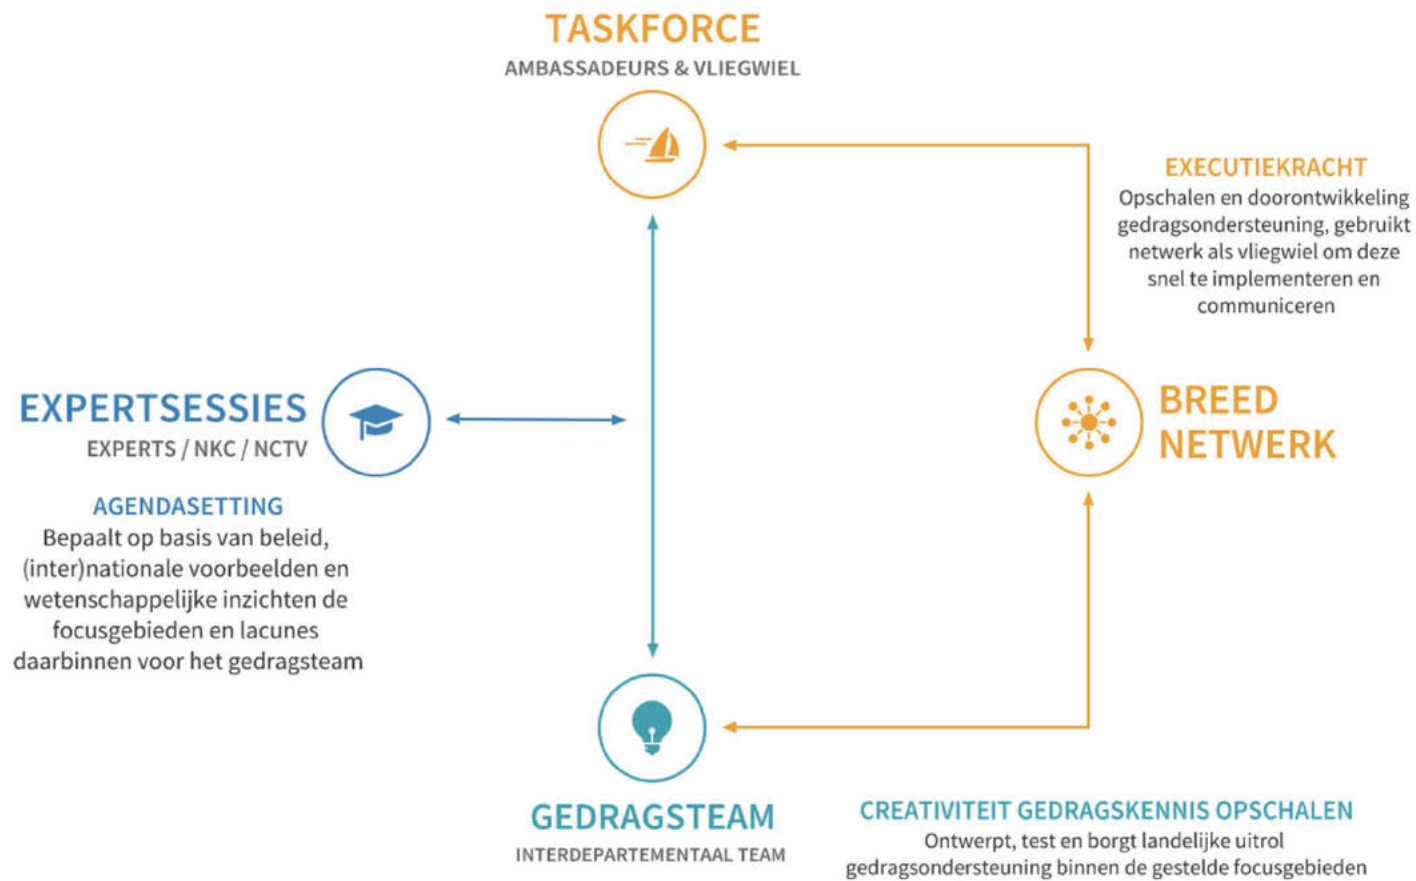 TASKFORCE
AMBASSADEURS & VLIEGWIEL
EXECUTIEKRACHT
Opschalen en doorontwikkeling
gedragsondersteuning, gebruikt
netwerk als vliegwiel om deze
snel te implementeren en
communiceren
EXPERTSESSIES
EXPERTS / NKC / NCTV
AGENDASETTING
Bepaalt op basis van beleid,
(inter)nationale voorbeelden en
wetenschappelijke inzichten de
focusgebieden en lacunes
daarbinnen voor het gedragsteam
BREED
NETWERK
GEDRAGSTEAM
INTERDEPARTEMENTAAL TEAM
CREATIVITEIT GEDRAGSKENNIS OPSCHALEN
Ontwerpt, test en borgt landelijke uitrol
gedragsondersteuning binnen de gestelde focusgebieden